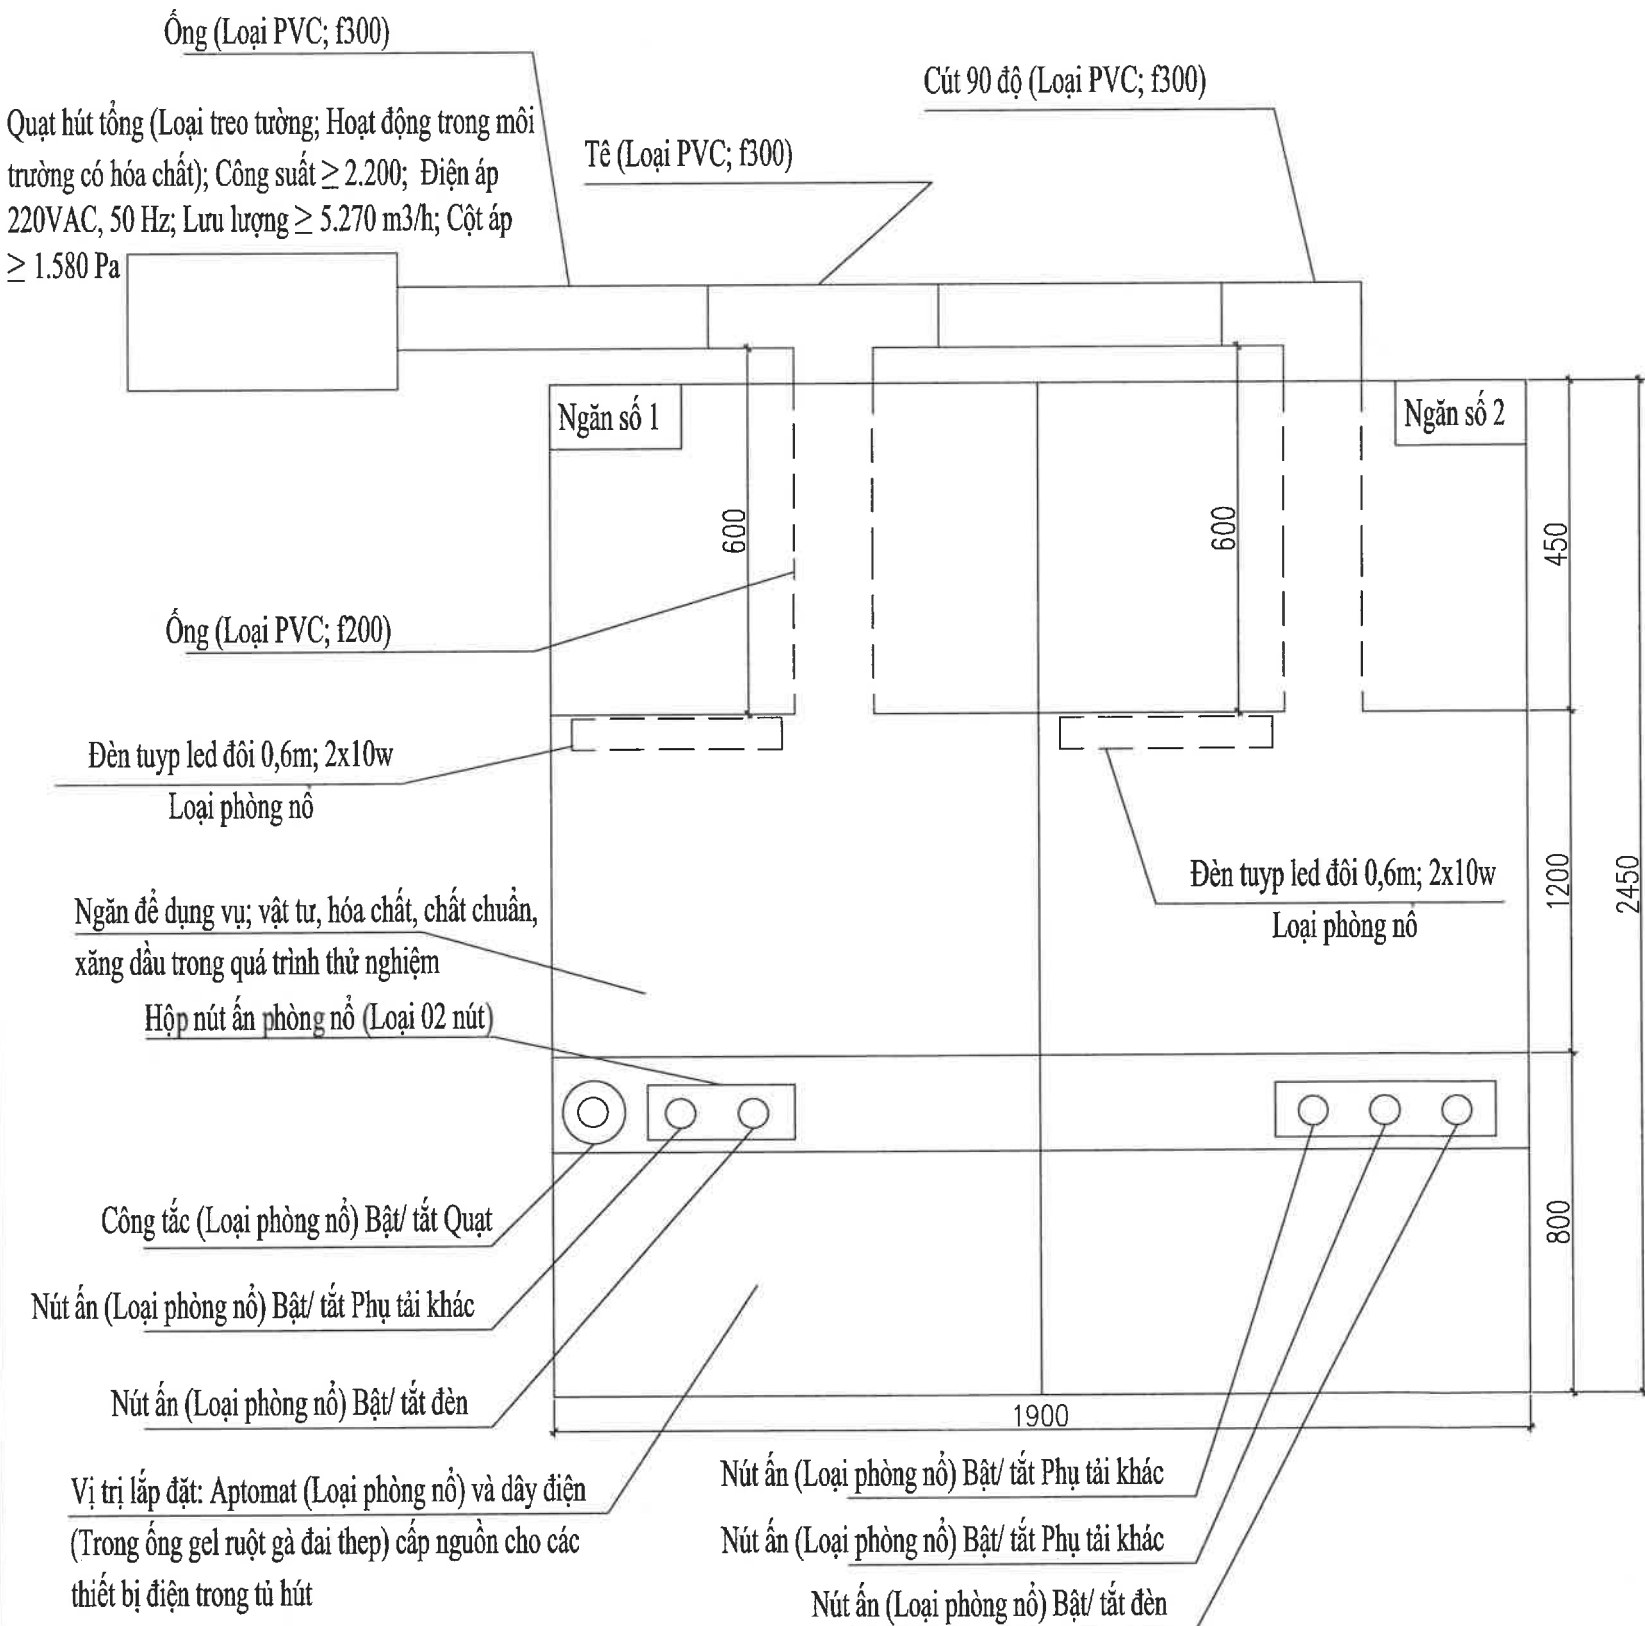 Ống (Loại PVC; f300)
Cút 90 độ (Loại PVC; f300)
Quạt hút tổng (Loại treo tường; Hoạt động trong môi
trường có hóa chất); Công suất ≥ 2.200; Điện áp
220VAC, 50 Hz; Lưu lượng ≥ 5.270 m3/h; Cột áp
≥ 1.580 Pa
Tê (Loại PVC; f300)
Ngăn số 1
Ngăn số 2
600
600
450
Ống (Loại PVC; f200)
Đèn tuyp led đôi 0,6m; 2x10w
Loại phòng nổ
Đèn tuyp led đôi 0,6m; 2x10w
Loại phòng nổ
1200
2450
Ngăn để dụng vụ; vật tư, hóa chất, chất chuẩn,
xăng dầu trong quá trình thử nghiệm
Hộp nút ấn phòng nổ (Loại 02 nút)
Công tắc (Loại phòng nổ) Bật/ tắt Quạt
800
Nút ấn (Loại phòng nổ) Bật/ tắt Phụ tải khác
Nút ấn (Loại phòng nổ) Bật/ tắt đèn
1900
Vị trị lắp đặt: Aptomat (Loại phòng nổ) và dây điện
(Trong ống gel ruột gà đai thep) cấp nguồn cho các
thiết bị điện trong tủ hút
Nút ấn (Loại phòng nổ) Bật/ tắt Phụ tải khác
Nút ấn (Loại phòng nổ) Bật/ tắt Phụ tải khác
Nút ấn (Loại phòng nổ) Bật/ tắt đèn